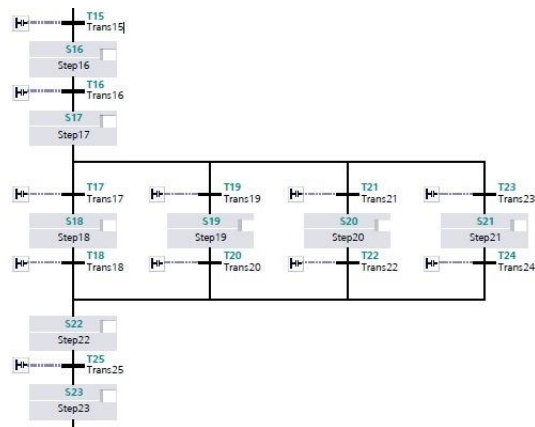 T15
Trans15
S16
Step16
T16
Trans16
S17
Step17
T17
Trans17
T19
Trans19
T21
Trans21
T23
Trans23
S18
Step18
S19
Step19
S20
Step20
S21
Step21
T18
Trans18
T20
Trans20
T22
Trans22
T24
Trans24
S22
Step22
T25
Trans25
S23
Step23